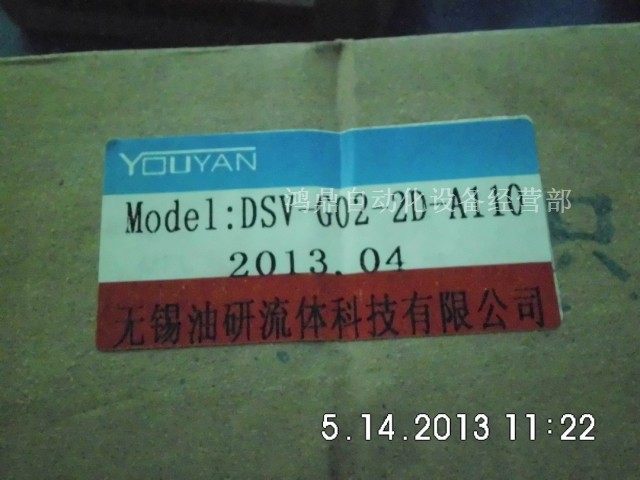 YOUYAN
鸿鼎自动化设备经营部
Model:DSV-G02-2D-A110
2013.04
无锡油研流体科技有限公司
5.14.2013 11:22